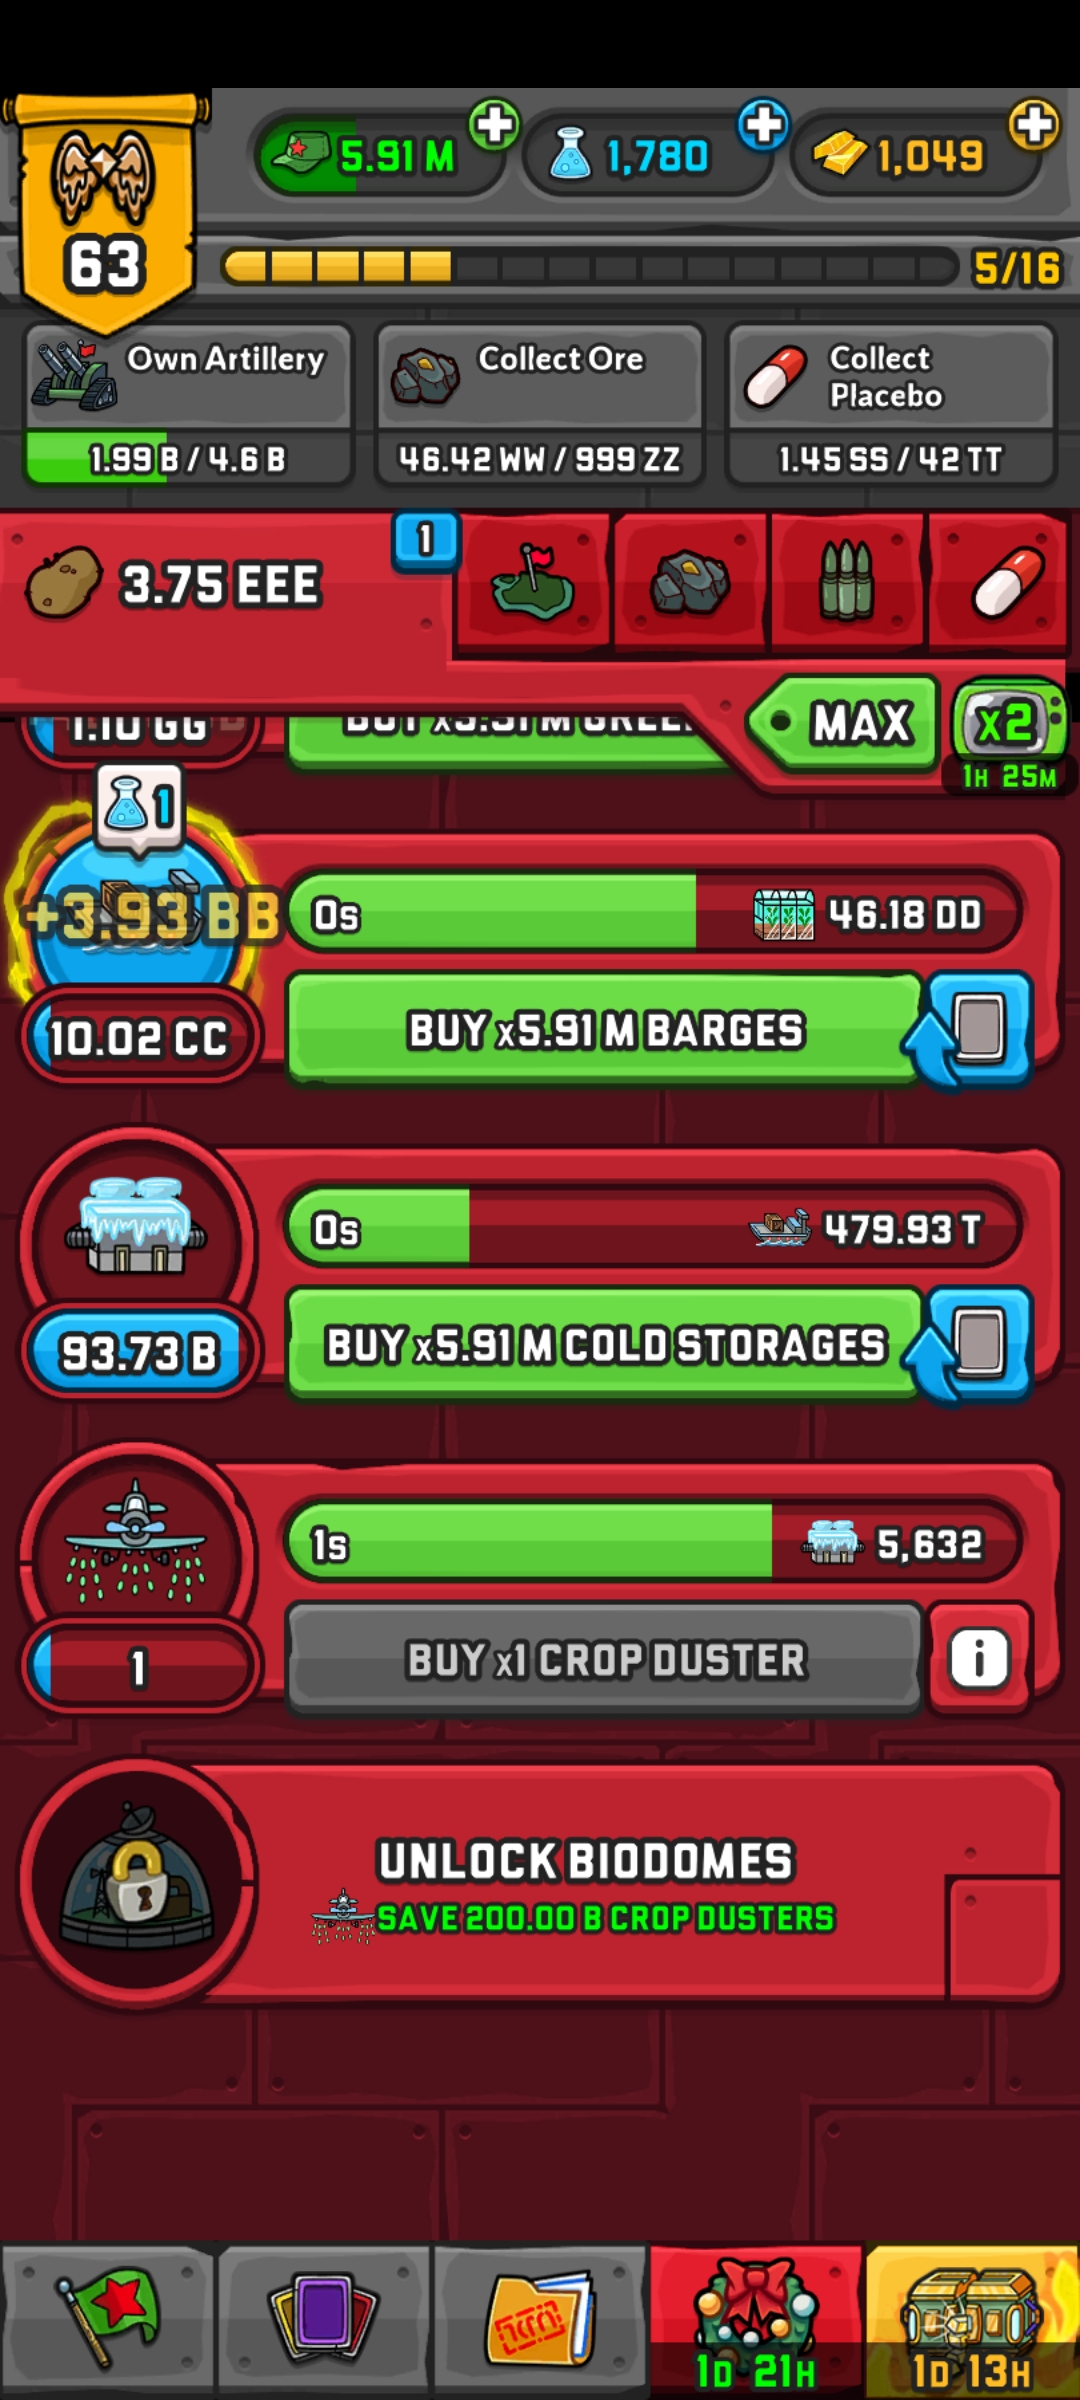 5.91 M
1,780
1,049
63
5/16
Own Artillery
1.99 B / 4.6 B
Collect Ore
46.42 WW / 999 ZZ
Collect
Placebo
1.45 SS / 42 TT
3.75 EEE
1
MAX
x2
1H 25M
1.10 GG
BUY x5.91 M
1
+3.93 BB
0s
46.18 DD
10.02 CC
BUY x5.91 M BARGES
0s
479.93 T
93.73 B
BUY x5.91 M COLD STORAGES
1s
5,632
1
BUY x1 CROP DUSTER
i
UNLOCK BIODOMES
SAVE 200.00 B CROP DUSTERS
1D 21H
1D 13H